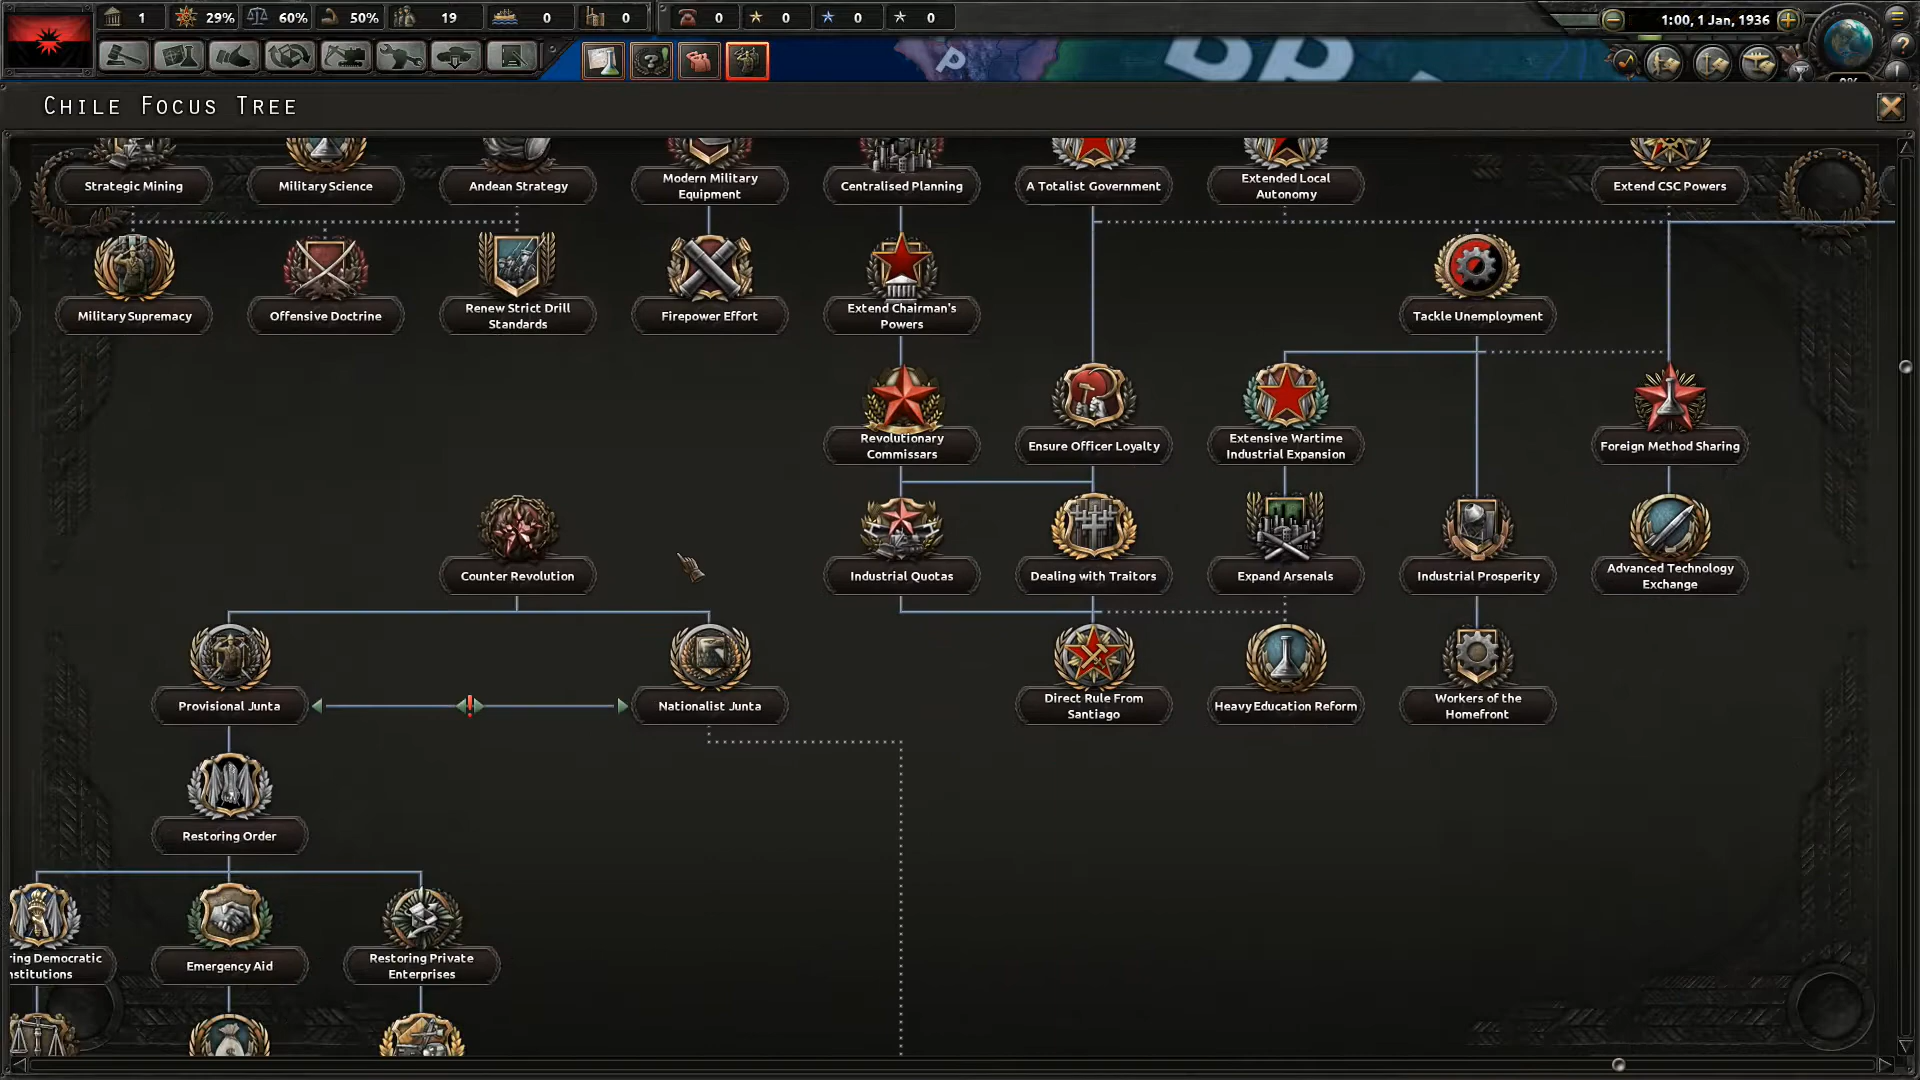 1
29%
60%
50%
19
0
0
0
0
0
0
1:00, 1 Jan, 1936
P
CHILE FOCUS TREE
Strategic Mining
Military Science
Andean Strategy
Modern Military
Equipment
Centralised Planning
A Totalist Government
Extended Local
Autonomy
Extend CSC Powers
Military Supremacy
Offensive Doctrine
Renew Strict Drill
Standards
Firepower Effort
Extend Chairman's
Powers
Tackle Unemployment
Revolutionary
Commissars
Ensure Officer Loyalty
Extensive Wartime
Industrial Expansion
Foreign Method Sharing
Counter Revolution
Industrial Quotas
Dealing with Traitors
Expand Arsenals
Industrial Prosperity
Advanced Technology
Exchange
Provisional Junta
Nationalist Junta
Direct Rule From
Santiago
Heavy Education Reform
Workers of the
Homefront
Restoring Order
ring Democratic
nstitutions
Emergency Aid
Restoring Private
Enterprises